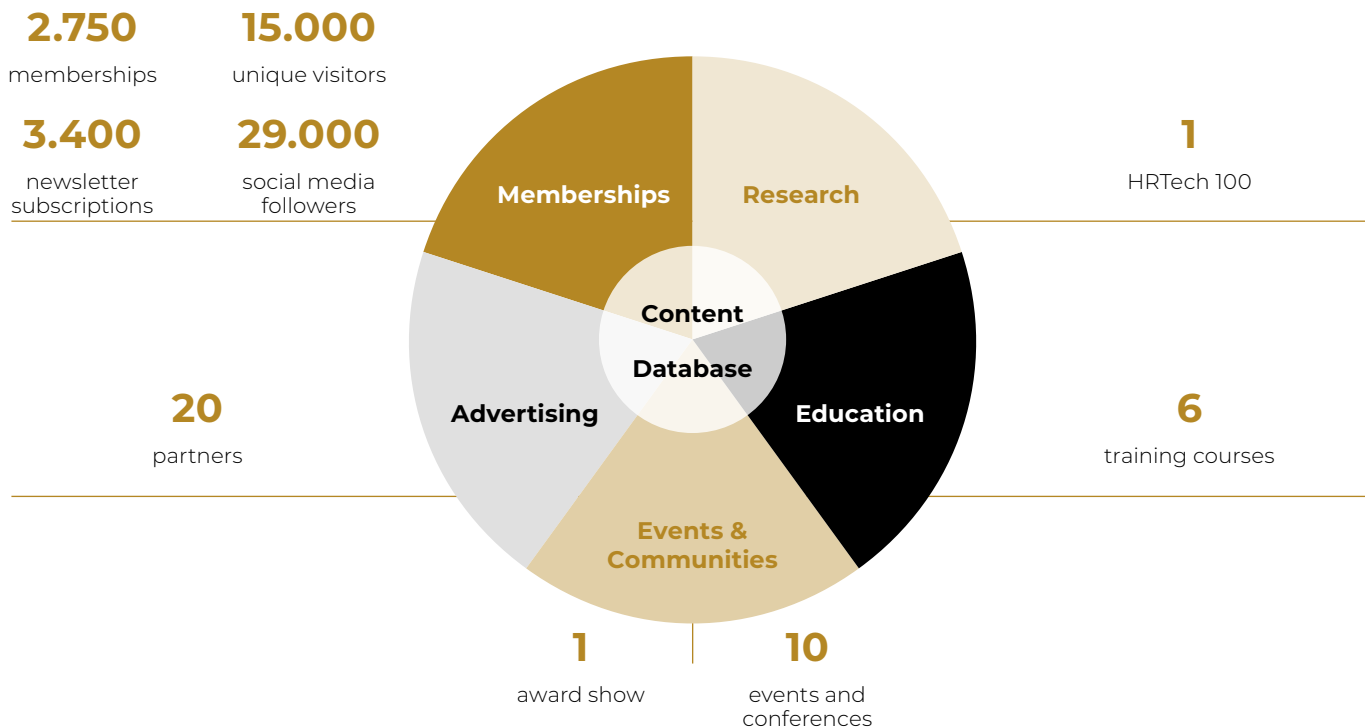 2.750
memberships
15.000
unique visitors
3.400
newsletter
subscriptions
29.000
social media
followers
1
HRTech 100
Memberships
Research
Content
Database
Advertising
Education
Events &
Communities
20
partners
6
training courses
1
award show
10
events and
conferences